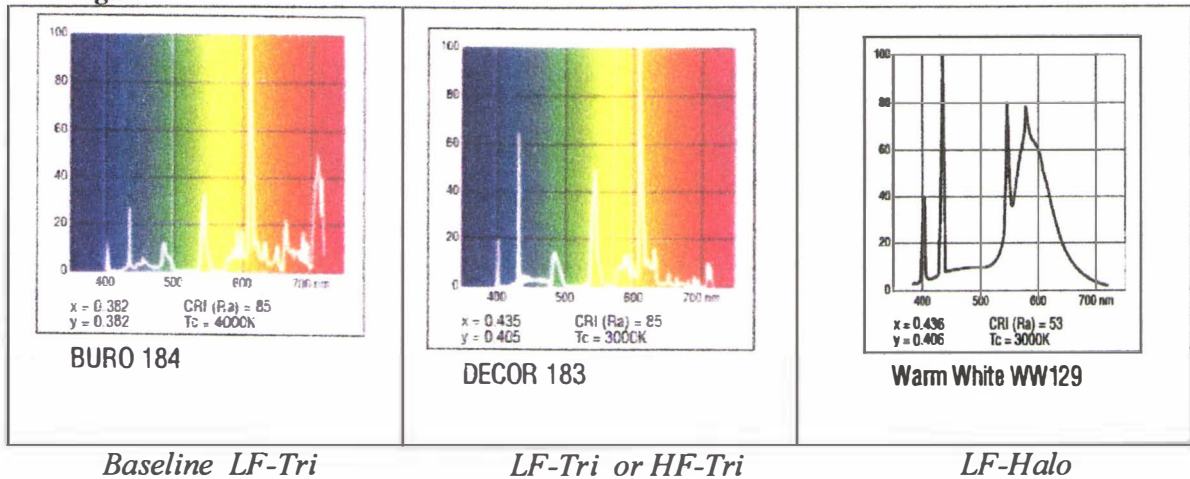 100
80
60
40
20
0
400 500 600 700 nm
x = 0.382 CRI (Ra) = 85
y = 0.382 Tc = 4000K
BURO 184
100
80
60
40
20
0
400 500 600 700 nm
x = 0.435 CRI (Ra) = 85
y = 0.405 Tc = 3000K
DECOR 183
100
80
60
40
20
0
400 500 600 700 nm
x = 0.436 CRI (Ra) = 53
y = 0.406 Tc = 3000K
Warm White WW129
Baseline LF-Tri
LF-Tri or HF-Tri
LF-Halo